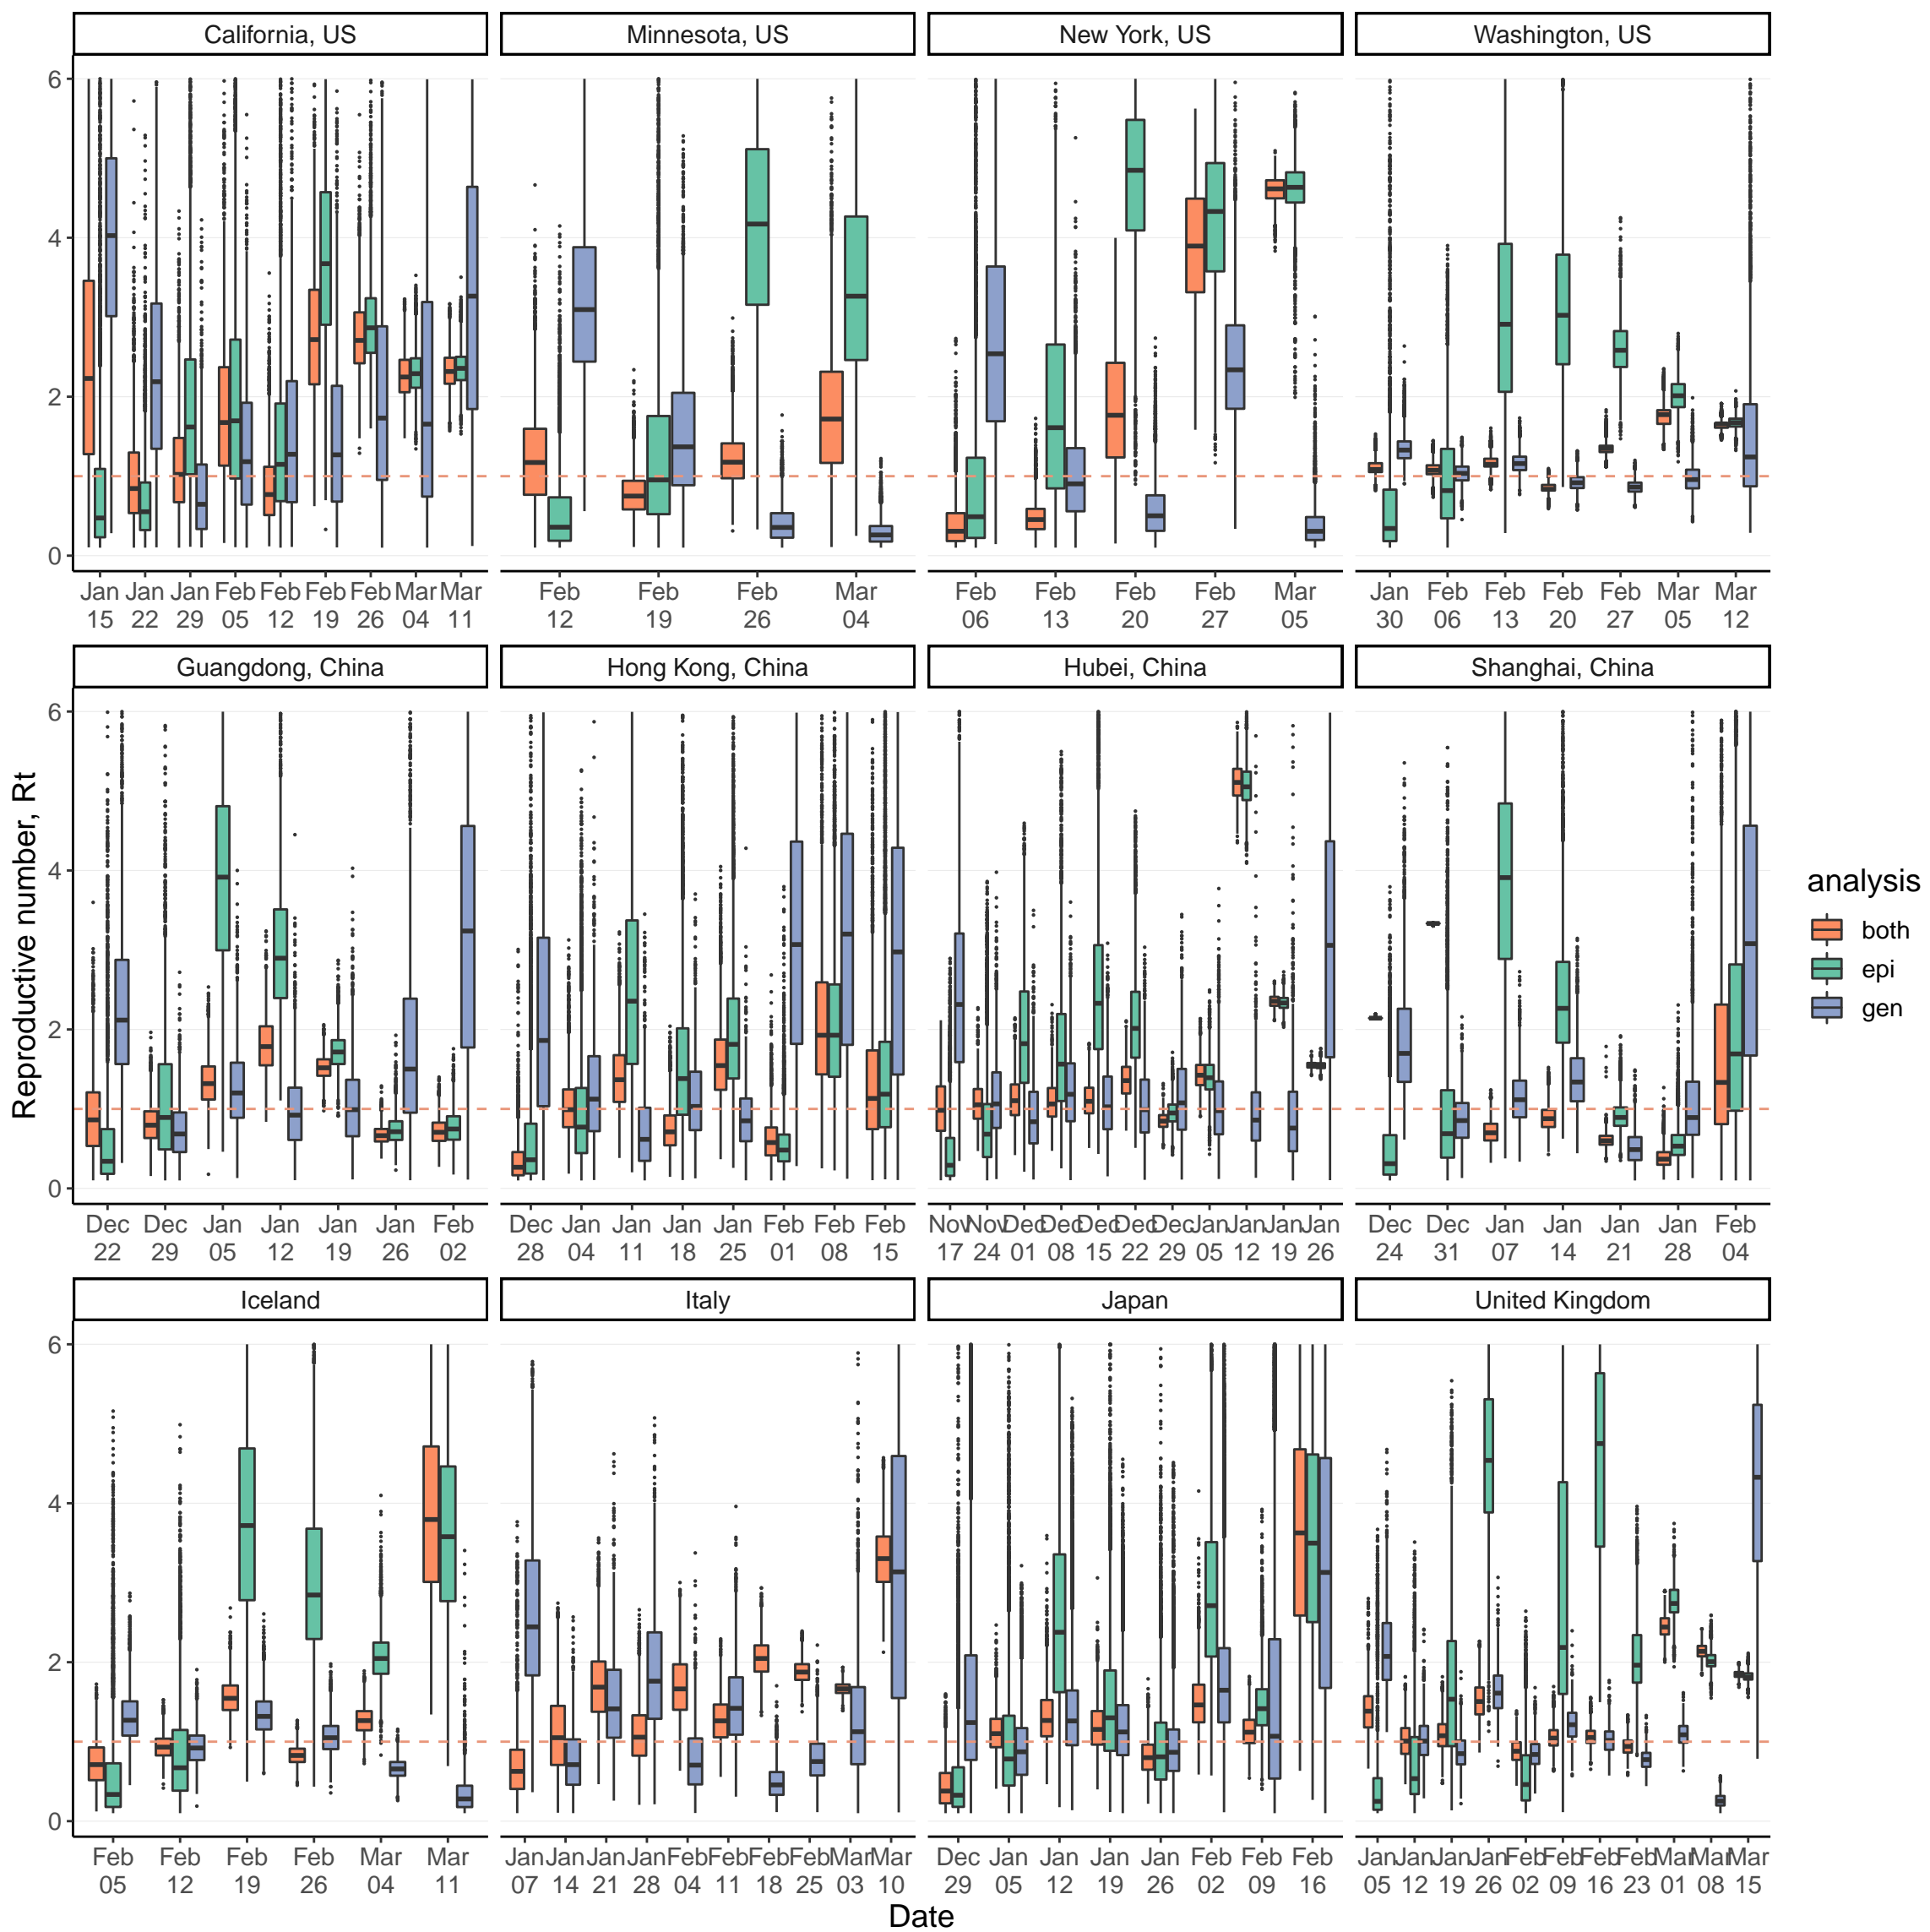 California, US
Minnesota, US
New York, US
Washington, US
6
4
2
0
Jan Jan Jan Feb Feb Feb Feb Mar Mar
15 22 29 05 12 19 26 04 11
Feb Feb Feb Mar
12 19 26 04
Feb Feb Feb Feb Mar
06 13 20 27 05
Jan Feb Feb Feb Feb Mar Mar
30 06 13 20 27 05 12
Guangdong, China
Hong Kong, China
Hubei, China
Shanghai, China
6
4
2
0
Dec Dec Jan Jan Jan Jan Feb
22 29 05 12 19 26 02
Dec Jan Jan Jan Jan Feb Feb Feb
28 04 11 18 25 01 08 15
Nov Nov Dec Dec Dec Dec Dec Jan Jan Jan Jan
17 24 01 08 15 22 29 05 12 19 26
Dec Dec Jan Jan Jan Jan Feb
24 31 07 14 21 28 04
Iceland
Italy
Japan
United Kingdom
6
4
2
0
Feb Feb Feb Feb Mar Mar
05 12 19 26 04 11
Jan Jan Jan Jan Feb Feb Feb Feb Mar Mar
07 14 21 28 04 11 18 25 03 10
Dec Jan Jan Jan Jan Feb Feb Feb
29 05 12 19 26 02 09 16
Jan Jan Jan Jan Feb Feb Feb Feb Mar Mar Mar
05 12 19 26 02 09 16 23 01 08 15
Reproductive number, Rt
Date
analysis
both
epi
gen